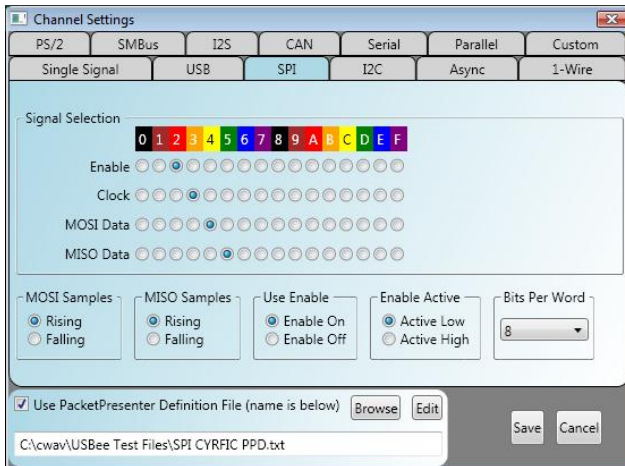 Channel Settings
PS/2 SMBus I2S CAN Serial Parallel Custom
Single Signal USB SPI I2C Async 1-Wire
Signal Selection
0 1 2 3 4 5 6 7 8 9 A B C D E F
Enable
Clock
MOSI Data
MISO Data
MOSI Samples MISO Samples Use Enable Enable Active Bits Per Word
Rising Rising Enable On Active Low 8
Falling Falling Enable Off Active High
Use PacketPresenter Definition File (name is below) Browse Edit
Save Cancel
C:\cwav\USBee Test Files\SPI CYRFIC PPD.txt